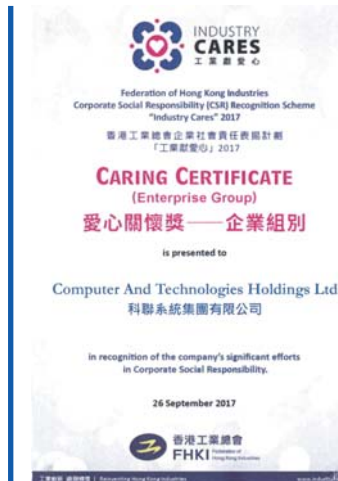 INDUSTRY
CARES
工業獻愛心
Federation of Hong Kong Industries
Corporate Social Responsibility (CSR) Recognition Scheme
"Industry Cares" 2017
香港工業總會企業社會責任表揚計劃
「工業獻愛心」2017
CARING CERTIFICATE
(Enterprise Group)
愛心關懷獎——企業組別
is presented to
Computer And Technologies Holdings Ltd
科聯系統集團有限公司
in recognition of the company's significant efforts
in Corporate Social Responsibility.
26 September 2017
香港工業總會
FHKI Federation of
Hong Kong Industries